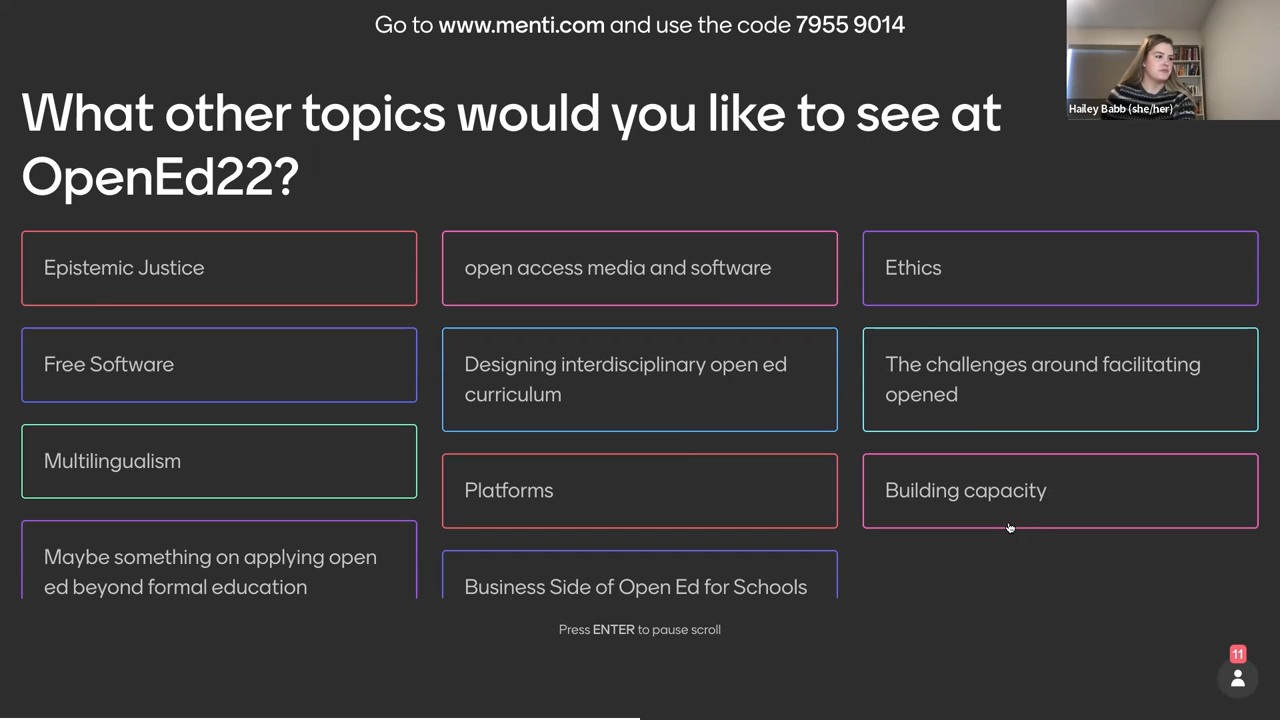 Go to www.menti.com and use the code 7955 9014
Hailey Babb (she/her)
What other topics would you like to see at
OpenEd22?
Epistemic Justice
open access media and software
Ethics
Free Software
Designing interdisciplinary open ed
curriculum
The challenges around facilitating
opened
Multilingualism
Platforms
Building capacity
Maybe something on applying open
ed beyond formal education
Business Side of Open Ed for Schools
Press ENTER to pause scroll
11